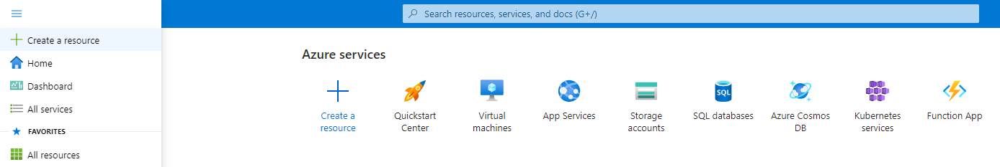 Search resources, services, and docs (G+/)
Create a resource
Home
Dashboard
All services
FAVORITES
All resources
Azure services
Create a
resource
Quickstart
Center
Virtual
machines
App Services
Storage
accounts
SQL
SQL databases
Azure Cosmos
DB
Kubernetes
services
Function App